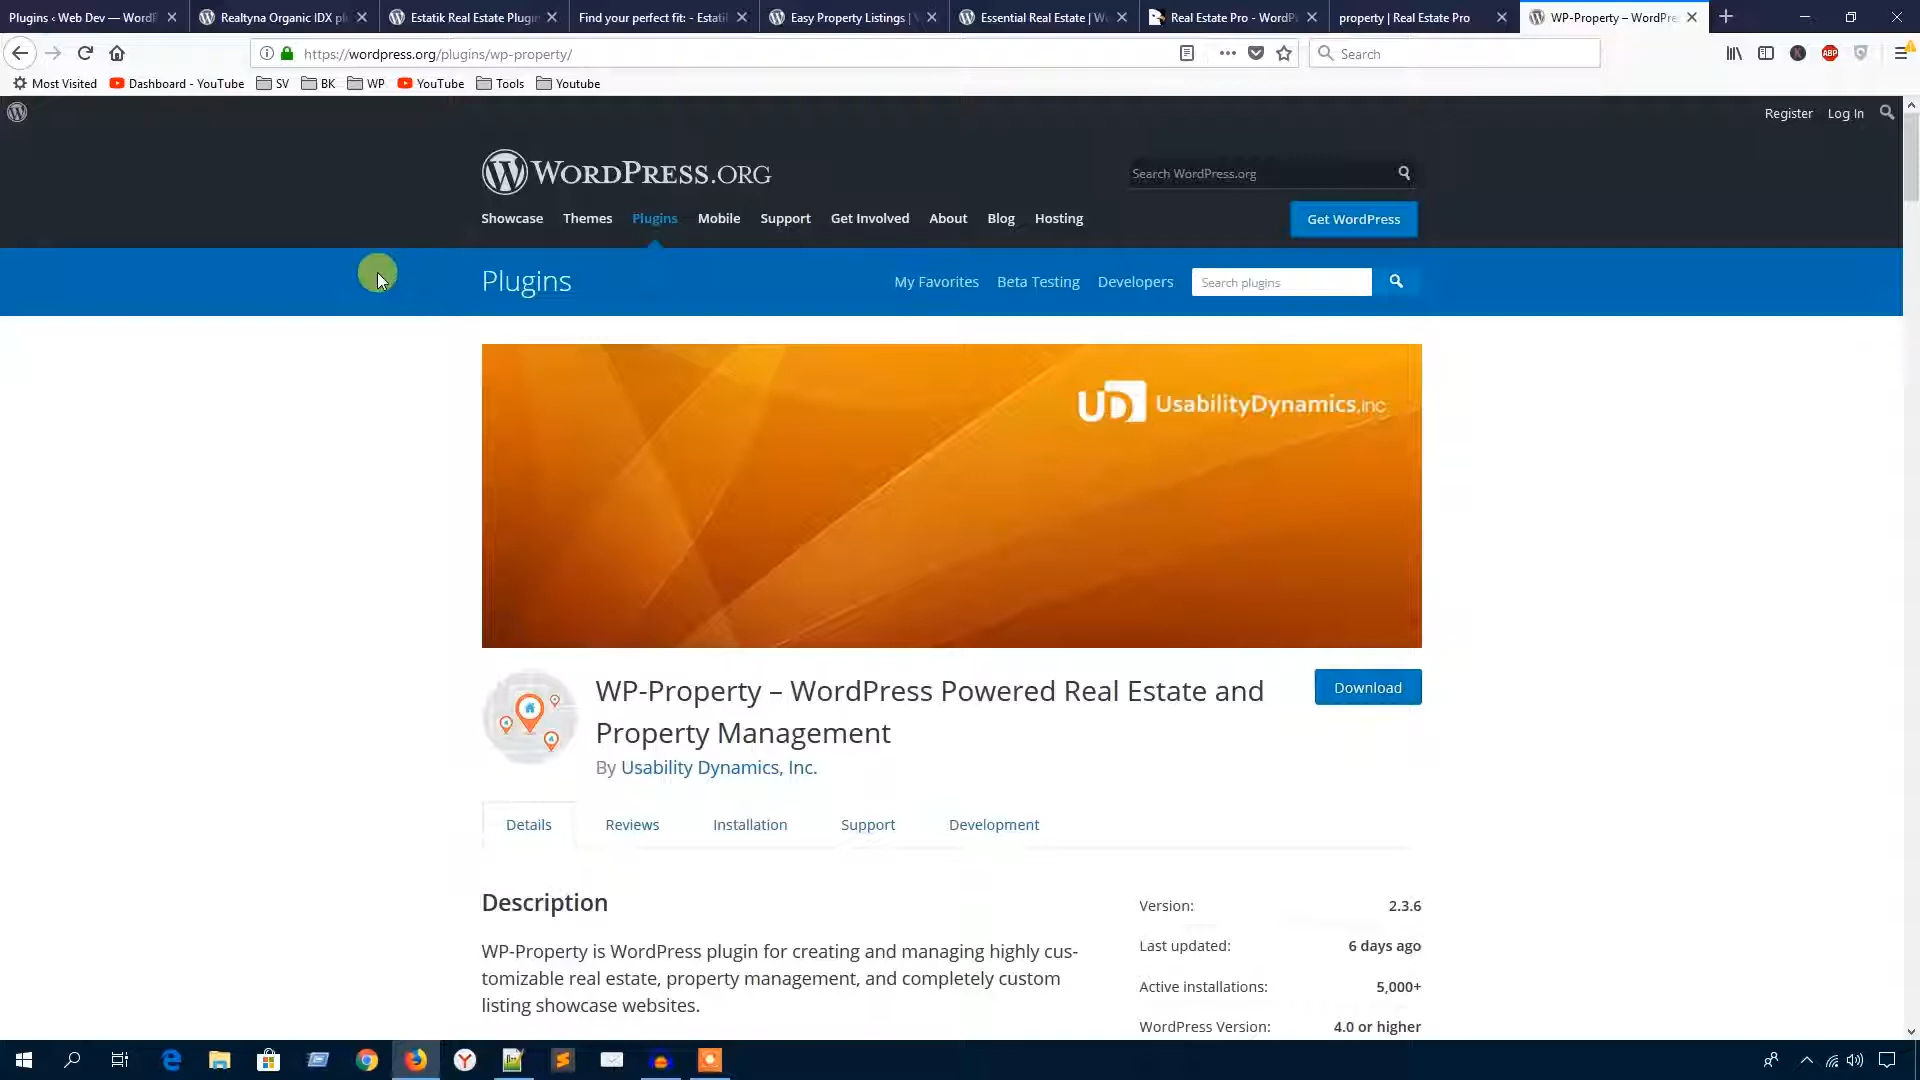 Plugins ‹ Web Dev — WordP
Realtyna Organic IDX pl
Estatik Real Estate Plugin
Find your perfect fit: - Estati
Easy Property Listings |
Essential Real Estate | W
Real Estate Pro - WordP
property | Real Estate Pro
WP-Property – WordPres
https://wordpress.org/plugins/wp-property/
Search
Most Visited
Dashboard - YouTube
SV
BK
WP
YouTube
Tools
Youtube
Register
Log In
WORDPRESS.ORG
Search WordPress.org
Showcase
Themes
Plugins
Mobile
Support
Get Involved
About
Blog
Hosting
Get WordPress
Plugins
My Favorites
Beta Testing
Developers
Search plugins
UD UsabilityDynamics,inc
WP-Property – WordPress Powered Real Estate and
Property Management
Download
By Usability Dynamics, Inc.
Details
Reviews
Installation
Support
Development
Description
WP-Property is WordPress plugin for creating and managing highly cus-
tomizable real estate, property management, and completely custom
listing showcase websites.
Version: 2.3.6
Last updated: 6 days ago
Active installations: 5,000+
WordPress Version: 4.0 or higher